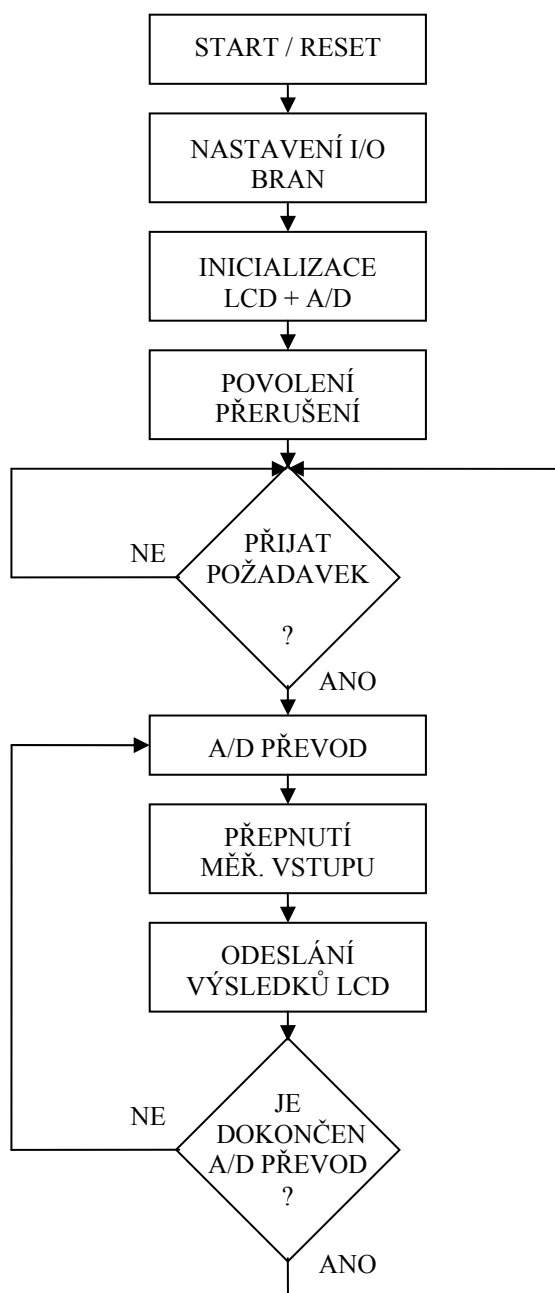 START / RESET
NASTAVENÍ I/O
BRAN
INICIALIZACE
LCD + A/D
POVOLENÍ
PŘERUŠENÍ
NE
PŘIJAT
POŽADAVEK
?
ANO
A/D PŘEVOD
PŘEPNUTÍ
MĚŘ. VSTUPU
ODESLÁNÍ
VÝSLEDKŮ LCD
NE
JE
DOKONČEN
A/D PŘEVOD
?
ANO